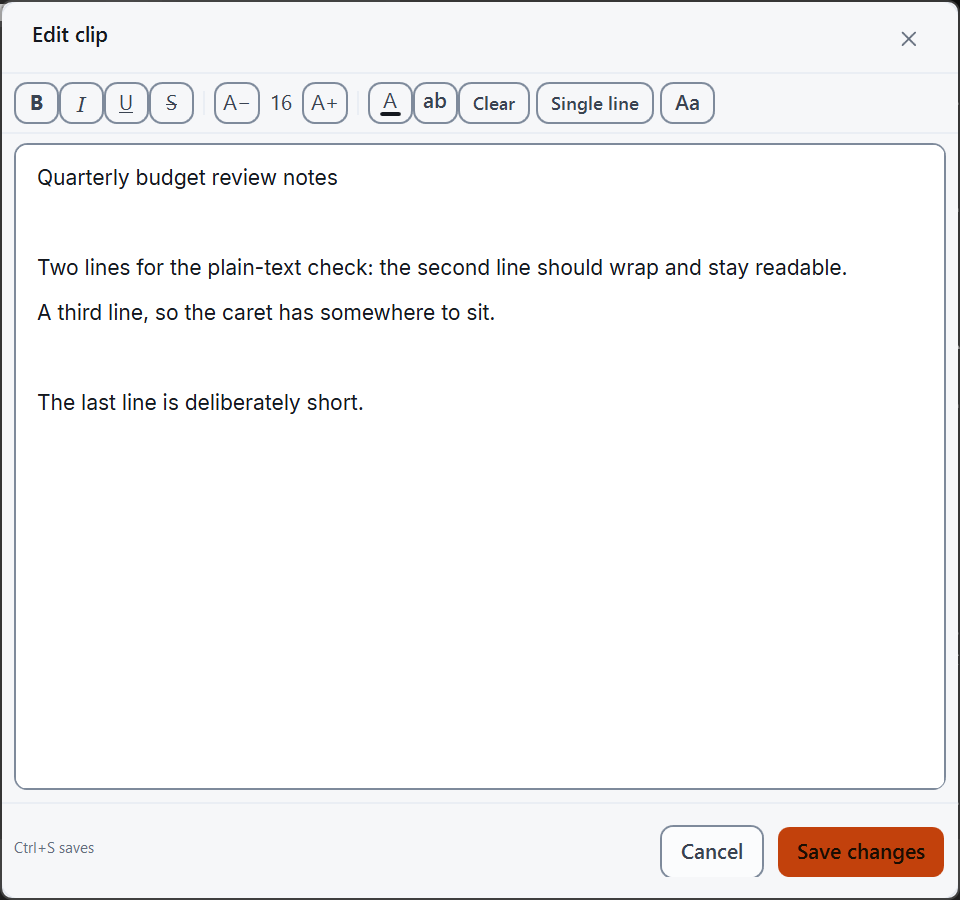 Edit clip
B I U S A− 16 A+ A ab Clear Single line Aa
Quarterly budget review notes
Two lines for the plain-text check: the second line should wrap and stay readable.
A third line, so the caret has somewhere to sit.
The last line is deliberately short.
Ctrl+S saves
Cancel
Save changes